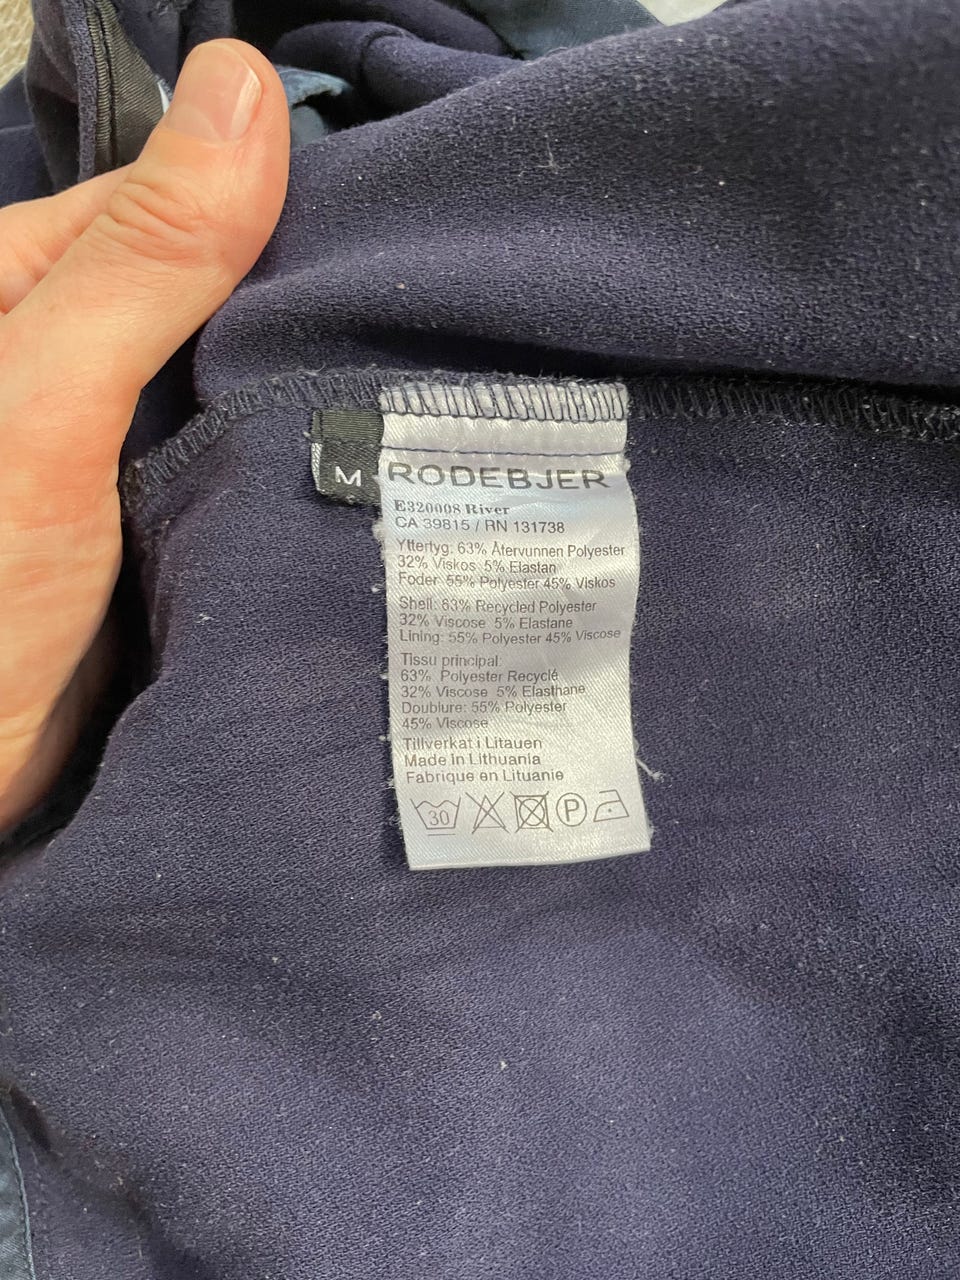 M
RODEBJER
E320008 River
CA 39815 / RN 131738
Yttertyg: 63% Återvunnen Polyester
32% Viskos 5% Elastan
Foder: 55% Polyester 45% Viskos
Shell: 63% Recycled Polyester
32% Viscose 5% Elastane
Lining: 55% Polyester 45% Viscose
Tissu principal:
63% Polyester Recyclé
32% Viscose 5% Elasthane
Doublure: 55% Polyester
45% Viscose
Tillverkat i Litauen
Made in Lithuania
Fabrique en Lituanie
30 P